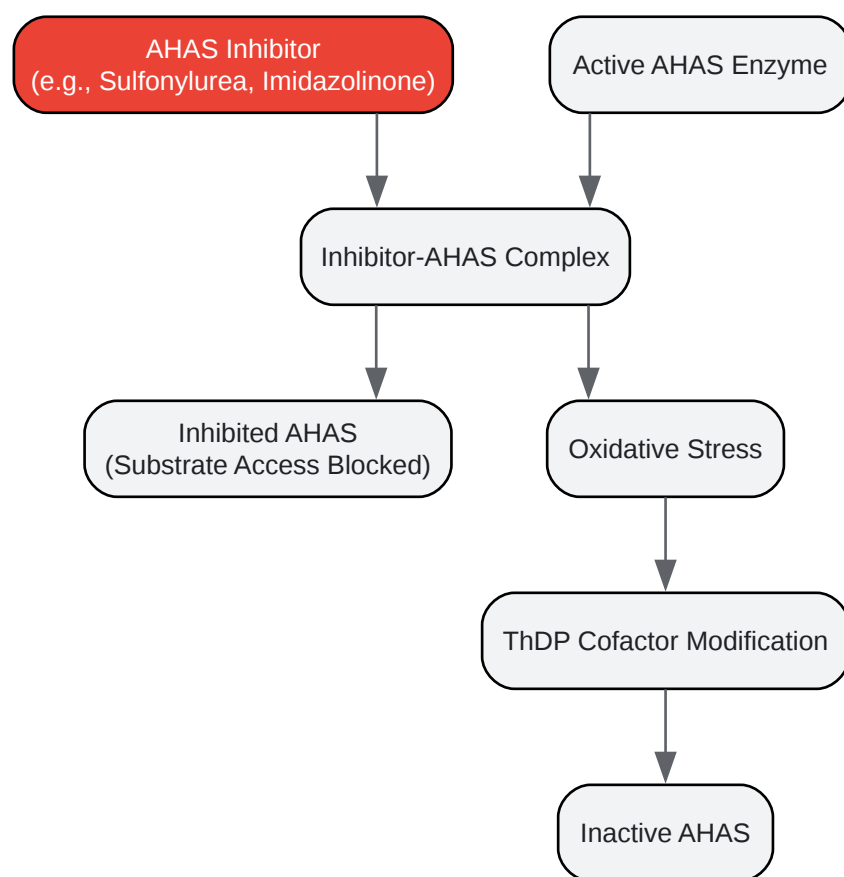 AHAS Inhibitor
(e.g., Sulfonylurea, Imidazolinone)
Active AHAS Enzyme
Inhibitor-AHAS Complex
Inhibited AHAS
(Substrate Access Blocked)
Oxidative Stress
ThDP Cofactor Modification
Inactive AHAS